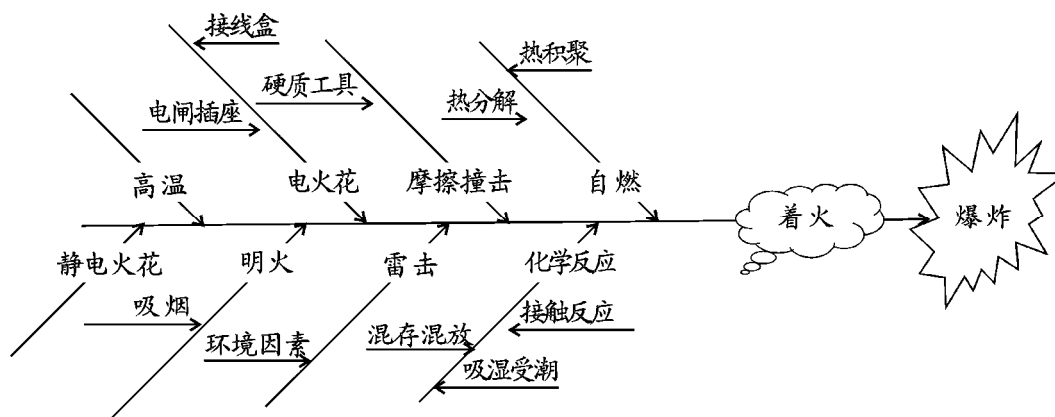 接线盒
热积聚
硬质工具
热分解
电闸插座
高温
电火花
摩擦撞击
自燃
着火
爆炸
静电火花
明火
雷击
化学反应
吸烟
接触反应
混存混放
环境因素
吸湿受潮